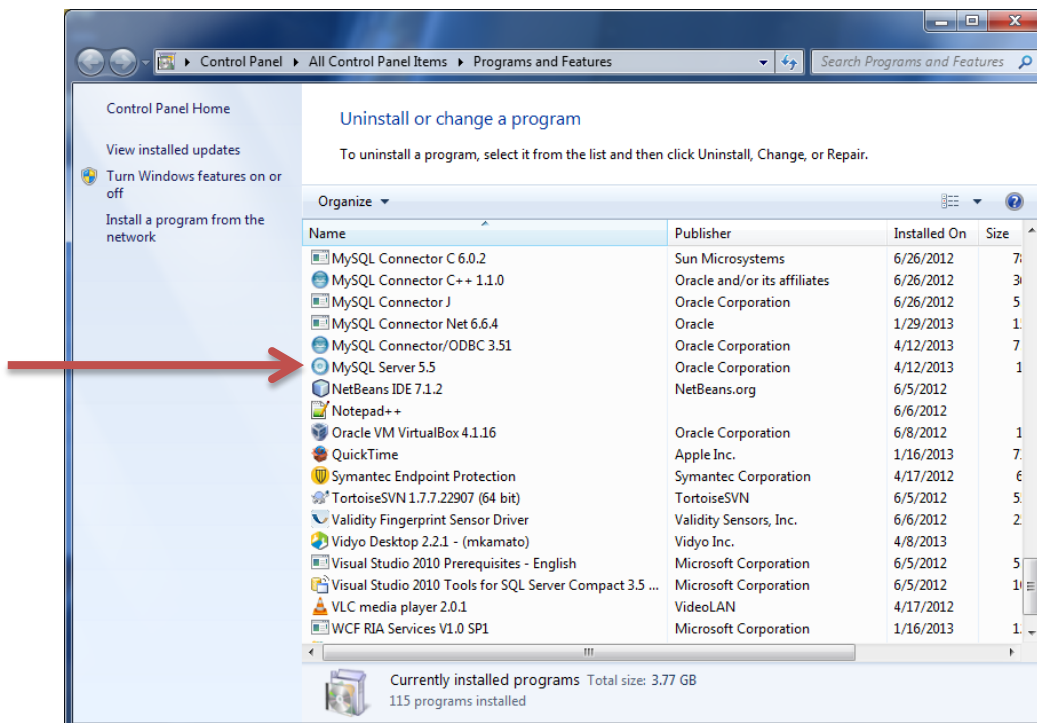 Control Panel ▸ All Control Panel Items ▸ Programs and Features
Search Programs and Features
Control Panel Home
View installed updates
Turn Windows features on or
off
Install a program from the
network
Uninstall or change a program
To uninstall a program, select it from the list and then click Uninstall, Change, or Repair.
Organize
Name Publisher Installed On Size
MySQL Connector C 6.0.2 Sun Microsystems 6/26/2012
MySQL Connector C++ 1.1.0 Oracle and/or its affiliates 6/26/2012
MySQL Connector J Oracle Corporation 6/26/2012 5
MySQL Connector Net 6.6.4 Oracle 1/29/2013
MySQL Connector/ODBC 3.51 Oracle Corporation 4/12/2013 7
MySQL Server 5.5 Oracle Corporation 4/12/2013 1
NetBeans IDE 7.1.2 NetBeans.org 6/5/2012
Notepad++ 6/6/2012
Oracle VM VirtualBox 4.1.16 Oracle Corporation 6/8/2012 1
QuickTime Apple Inc. 1/16/2013
Symantec Endpoint Protection Symantec Corporation 4/17/2012
TortoiseSVN 1.7.7.22907 (64 bit) TortoiseSVN 6/5/2012
Validity Fingerprint Sensor Driver Validity Sensors, Inc. 6/6/2012
Vidyo Desktop 2.2.1 - (mkamato) Vidyo Inc. 4/8/2013
Visual Studio 2010 Prerequisites - English Microsoft Corporation 6/5/2012 5
Visual Studio 2010 Tools for SQL Server Compact 3.5 ... Microsoft Corporation 6/5/2012
VLC media player 2.0.1 VideoLAN 4/17/2012
WCF RIA Services V1.0 SP1 Microsoft Corporation 1/16/2013
Currently installed programs Total size: 3.77 GB
115 programs installed